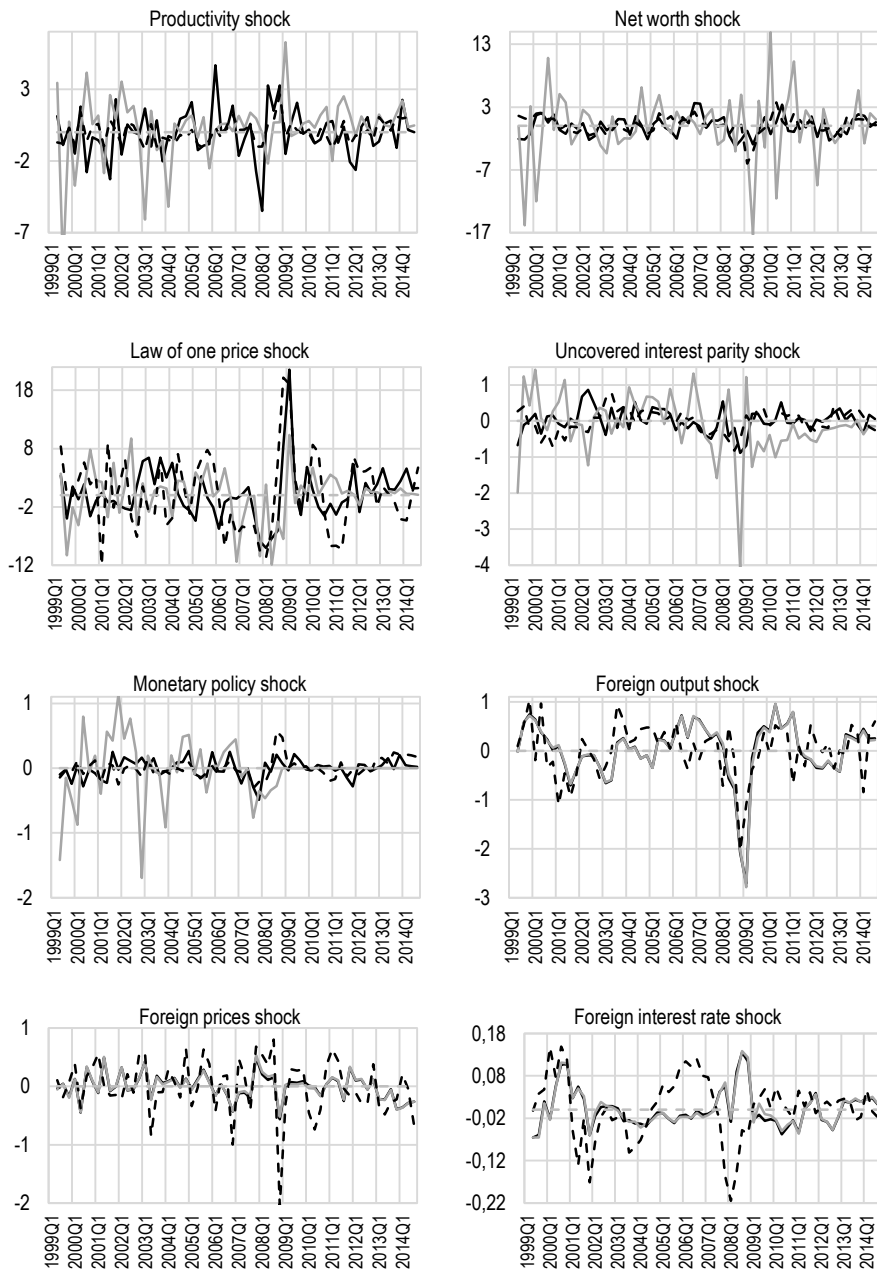 Productivity shock
3
-2
-7
1999Q1 2000Q1 2001Q1 2002Q1 2003Q1 2004Q1 2005Q1 2006Q1 2007Q1 2008Q1 2009Q1 2010Q1 2011Q1 2012Q1 2013Q1 2014Q1
Net worth shock
13
3
-7
-17
1999Q1 2000Q1 2001Q1 2002Q1 2003Q1 2004Q1 2005Q1 2006Q1 2007Q1 2008Q1 2009Q1 2010Q1 2011Q1 2012Q1 2013Q1 2014Q1
Law of one price shock
18
8
-2
-12
1999Q1 2000Q1 2001Q1 2002Q1 2003Q1 2004Q1 2005Q1 2006Q1 2007Q1 2008Q1 2009Q1 2010Q1 2011Q1 2012Q1 2013Q1 2014Q1
Uncovered interest parity shock
1
0
-1
-2
-3
-4
1999Q1 2000Q1 2001Q1 2002Q1 2003Q1 2004Q1 2005Q1 2006Q1 2007Q1 2008Q1 2009Q1 2010Q1 2011Q1 2012Q1 2013Q1 2014Q1
Monetary policy shock
1
0
-1
-2
1999Q1 2000Q1 2001Q1 2002Q1 2003Q1 2004Q1 2005Q1 2006Q1 2007Q1 2008Q1 2009Q1 2010Q1 2011Q1 2012Q1 2013Q1 2014Q1
Foreign output shock
1
0
-1
-2
-3
1999Q1 2000Q1 2001Q1 2002Q1 2003Q1 2004Q1 2005Q1 2006Q1 2007Q1 2008Q1 2009Q1 2010Q1 2011Q1 2012Q1 2013Q1 2014Q1
Foreign prices shock
1
0
-1
-2
1999Q1 2000Q1 2001Q1 2002Q1 2003Q1 2004Q1 2005Q1 2006Q1 2007Q1 2008Q1 2009Q1 2010Q1 2011Q1 2012Q1 2013Q1 2014Q1
Foreign interest rate shock
0,18
0,08
-0,02
-0,12
-0,22
1999Q1 2000Q1 2001Q1 2002Q1 2003Q1 2004Q1 2005Q1 2006Q1 2007Q1 2008Q1 2009Q1 2010Q1 2011Q1 2012Q1 2013Q1 2014Q1